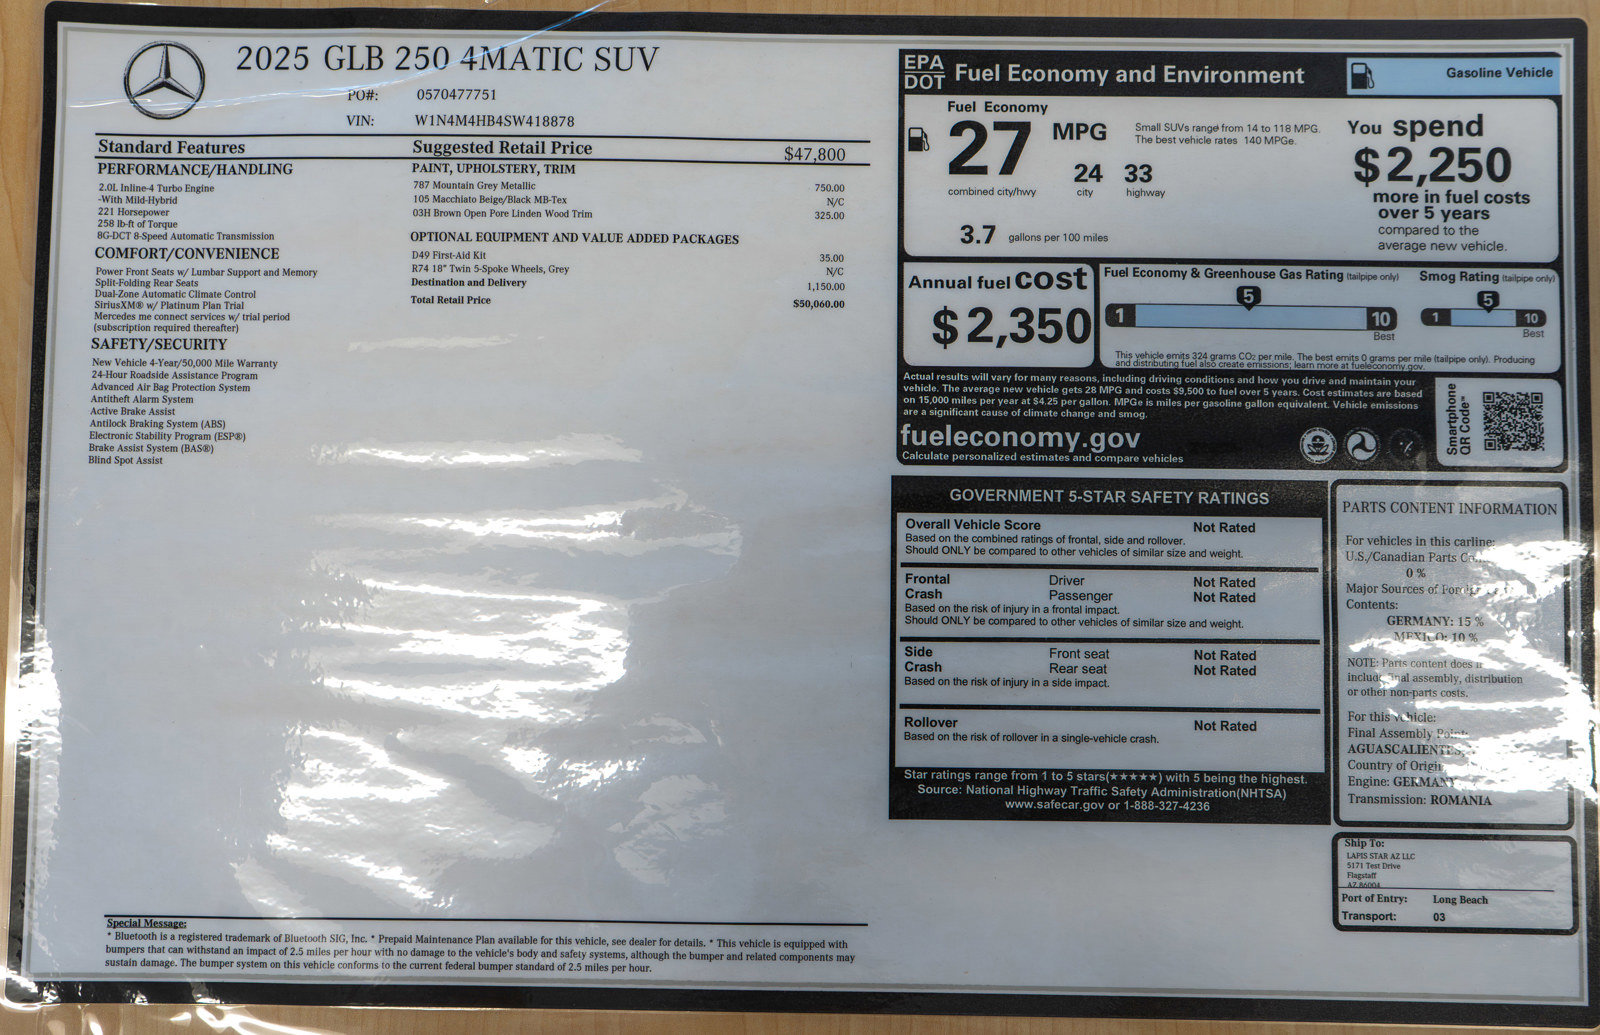 2025 GLB 250 4MATIC SUV
PO#: 0570477751
VIN: W1N4M4HB4SW418878
Standard Features
PERFORMANCE/HANDLING
2.0L Inline-4 Turbo Engine
-With Mild-Hybrid
221 Horsepower
258 lb-ft of Torque
8G-DCT 8-Speed Automatic Transmission
COMFORT/CONVENIENCE
Power Front Seats w/ Lumbar Support and Memory
Split-Folding Rear Seats
Dual-Zone Automatic Climate Control
SiriusXM® w/ Platinum Plan Trial
Mercedes me connect services w/ trial period
(subscription required thereafter)
SAFETY/SECURITY
New Vehicle 4-Year/50,000 Mile Warranty
24-Hour Roadside Assistance Program
Advanced Air Bag Protection System
Antitheft Alarm System
Active Brake Assist
Antilock Braking System (ABS)
Electronic Stability Program (ESP®)
Brake Assist System (BAS®)
Blind Spot Assist
Suggested Retail Price $47,800
PAINT, UPHOLSTERY, TRIM
787 Mountain Grey Metallic 750.00
105 Macchiato Beige/Black MB-Tex N/C
03H Brown Open Pore Linden Wood Trim 325.00
OPTIONAL EQUIPMENT AND VALUE ADDED PACKAGES
D49 First-Aid Kit 35.00
R74 18" Twin 5-Spoke Wheels, Grey N/C
Destination and Delivery 1,150.00
Total Retail Price $50,060.00
Special Message:
* Bluetooth is a registered trademark of Bluetooth SIG, Inc. * Prepaid Maintenance Plan available for this vehicle, see dealer for details. * This vehicle is equipped with
bumpers that can withstand an impact of 2.5 miles per hour with no damage to the vehicle's body and safety systems, although the bumper and related components may
sustain damage. The bumper system on this vehicle conforms to the current federal bumper standard of 2.5 miles per hour.
EPA
DOT
Fuel Economy and Environment
Gasoline Vehicle
Fuel Economy
27 MPG
combined city/hwy
24 city
33 highway
Small SUVs range from 14 to 118 MPG.
The best vehicle rates 140 MPGe.
3.7 gallons per 100 miles
You spend
$2,250
more in fuel costs
over 5 years
compared to the
average new vehicle.
Annual fuel cost
$2,350
Fuel Economy & Greenhouse Gas Rating (tailpipe only)
5
1 10
Best
Smog Rating (tailpipe only)
5
1 10
Best
This vehicle emits 324 grams CO2 per mile. The best emits 0 grams per mile (tailpipe only). Producing
and distributing fuel also create emissions; learn more at fueleconomy.gov.
Actual results will vary for many reasons, including driving conditions and how you drive and maintain your
vehicle. The average new vehicle gets 28 MPG and costs $9,500 to fuel over 5 years. Cost estimates are based
on 15,000 miles per year at $4.25 per gallon. MPGe is miles per gasoline gallon equivalent. Vehicle emissions
are a significant cause of climate change and smog.
fueleconomy.gov
Calculate personalized estimates and compare vehicles
Smartphone
QR Code™
GOVERNMENT 5-STAR SAFETY RATINGS
Overall Vehicle Score Not Rated
Based on the combined ratings of frontal, side and rollover.
Should ONLY be compared to other vehicles of similar size and weight.
Frontal Driver Not Rated
Crash Passenger Not Rated
Based on the risk of injury in a frontal impact.
Should ONLY be compared to other vehicles of similar size and weight.
Side Front seat Not Rated
Crash Rear seat Not Rated
Based on the risk of injury in a side impact.
Rollover Not Rated
Based on the risk of rollover in a single-vehicle crash.
Star ratings range from 1 to 5 stars(★★★★★) with 5 being the highest.
Source: National Highway Traffic Safety Administration(NHTSA)
www.safecar.gov or 1-888-327-4236
PARTS CONTENT INFORMATION
For vehicles in this carline:
U.S./Canadian Parts
0 %
Major Sources of
Contents:
GERMANY: 15 %
MEXICO: 10 %
NOTE: Parts content does
final assembly, distribution
or other non-parts costs.
For this vehicle:
Final Assembly
AGUASCALIENTES,
Country of Origin
Engine: GERMANY
Transmission: ROMANIA
Ship To:
LAPIS STAR AZ LLC
5171 Test Drive
Flagstaff
AZ 86004
Port of Entry: Long Beach
Transport: 03